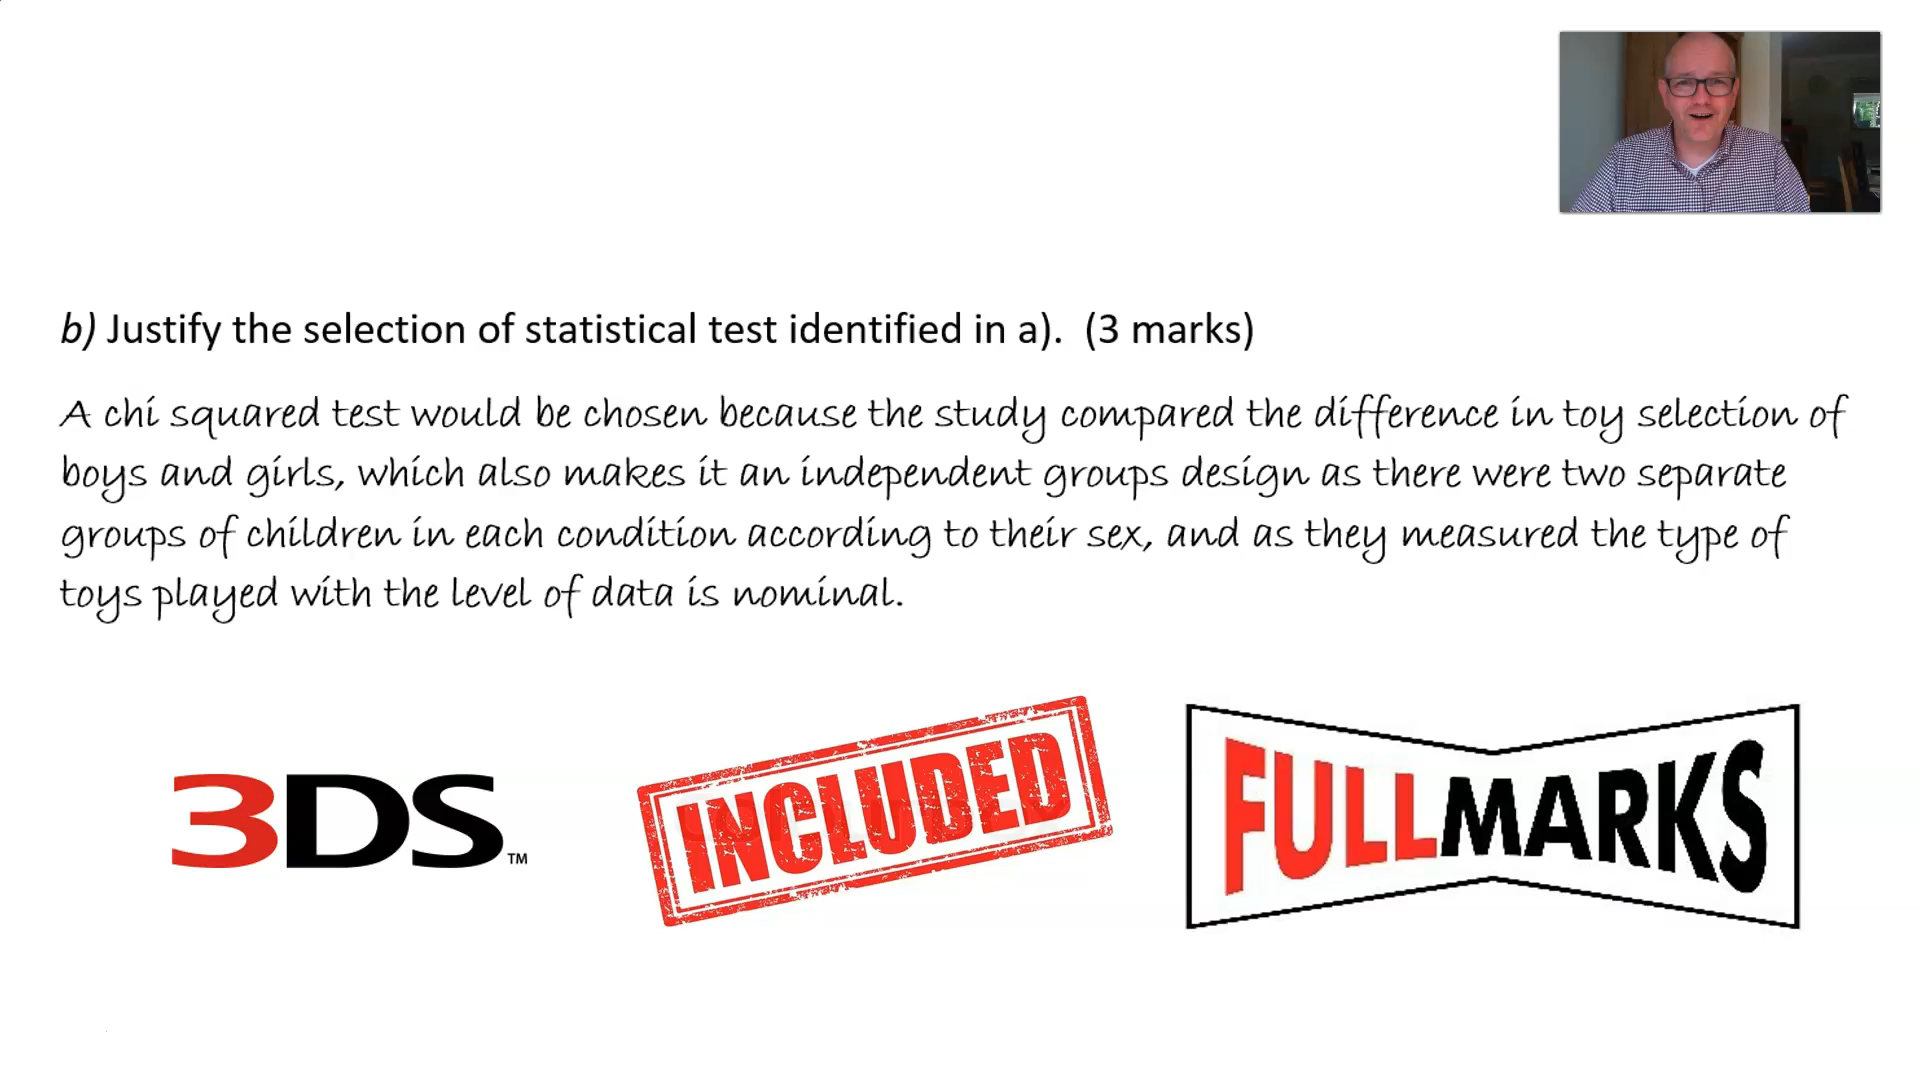 b) Justify the selection of statistical test identified in a). (3 marks)
A chi squared test would be chosen because the study compared the difference in toy selection of
boys and girls, which also makes it an independent groups design as there were two separate
groups of children in each condition according to their sex, and as they measured the type of
toys played with the level of data is nominal.
3DS™
INCLUDED
FULLMARKS